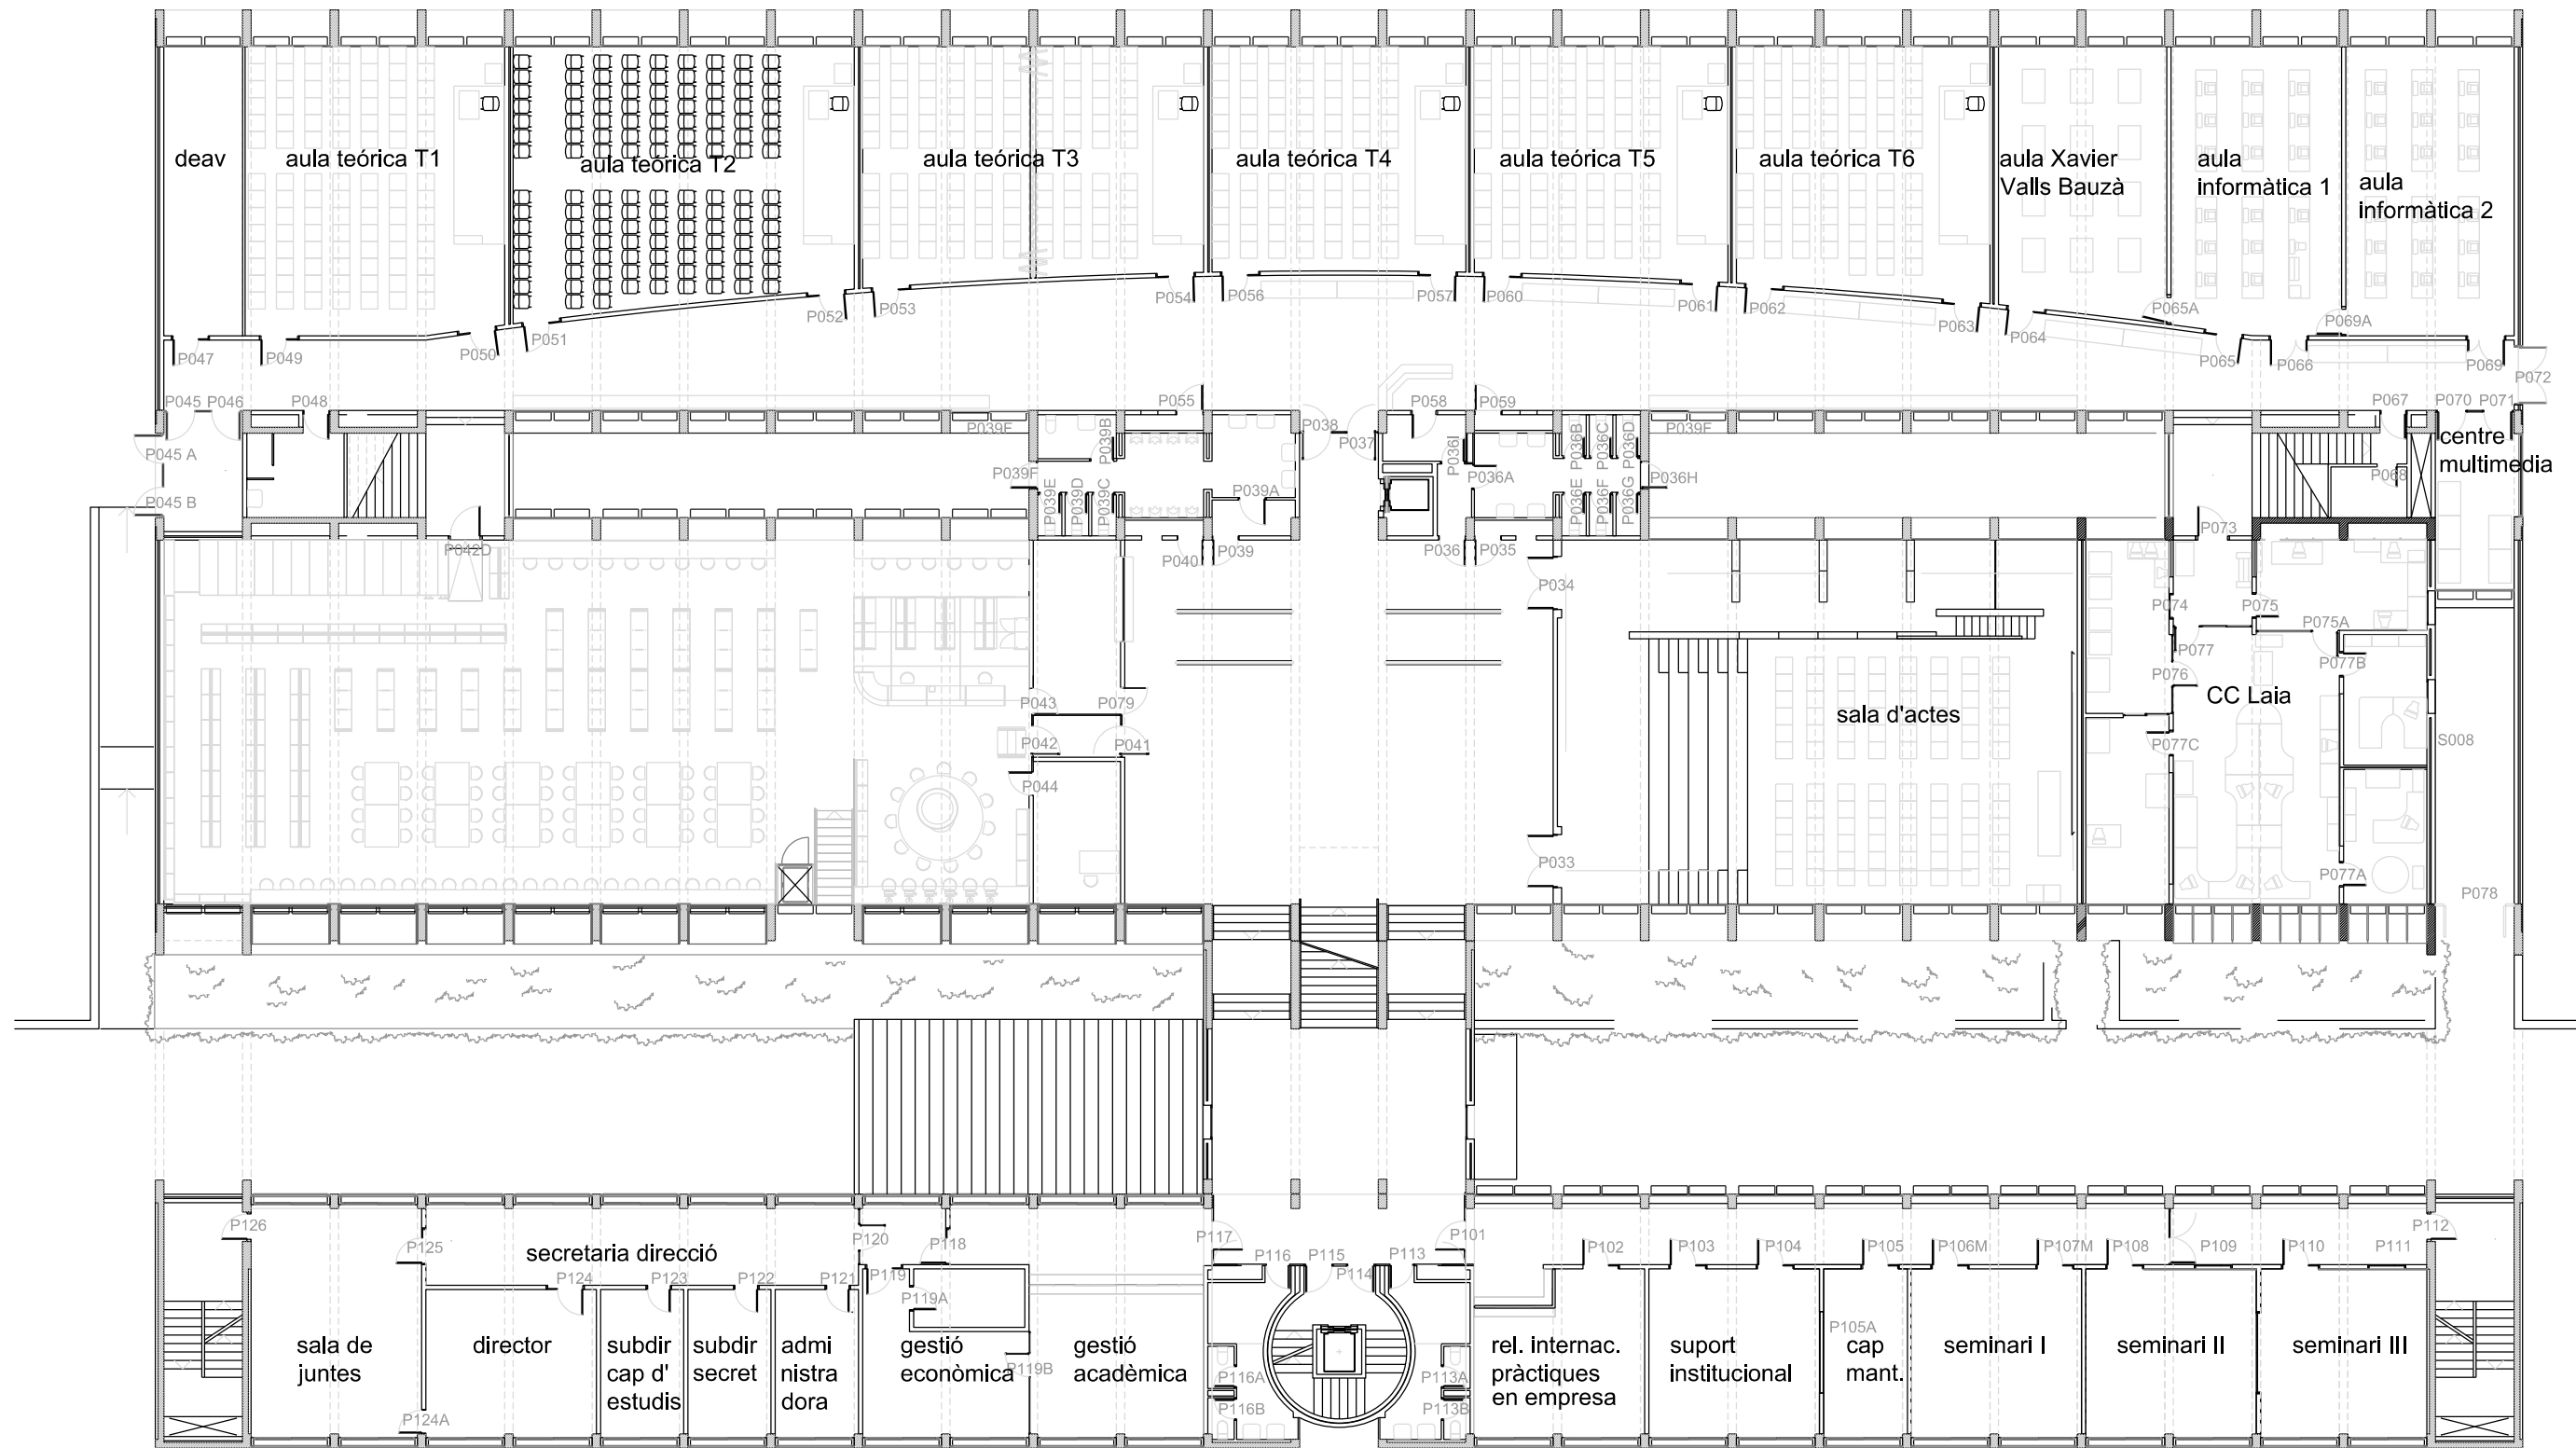 deav
aula teórica T1
aula teórica T2
aula teórica T3
aula teórica T4
aula teórica T5
aula teórica T6
aula Xavier
Valls Bauzà
aula
informàtica 1
aula
informàtica 2
P047
P049
P050
P051
P052
P053
P054
P056
P057
P060
P061
P062
P063
P064
P065A
P065
P066
P069A
P069
P072
P045
P046
P048
P045 A
P045 B
P042D
P039F
P039F
P039B
P039E
P039D
P039C
P055
P039A
P038
P037
P058
P059
P036I
P036A
P036B
P036C
P036D
P036E
P036F
P036G
P036H
P039F
P067
P068
P070
P071
centre
multimedia
P040
P039
P036
P035
P034
P073
P074
P075
P075A
P077
P076
P077B
CC Laia
P077C
P077A
S008
P078
P043
P079
P042
P041
P044
sala d'actes
P033
P126
P125
secretaria direcció
P124
P123
P122
P121
P120
P118
P119
P119A
P119B
P117
P116
P115
P114
P113
P101
P102
P103
P104
P105
P106M
P107M
P108
P109
P110
P111
P112
P124A
sala de
juntes
director
subdir
cap d'
estudis
subdir
secret
admi
nistra
dora
gestió
econòmica
gestió
acadèmica
P116A
P116B
P113A
P113B
rel. internac.
pràctiques
en empresa
suport
institucional
P105A
cap
mant.
seminari I
seminari II
seminari III